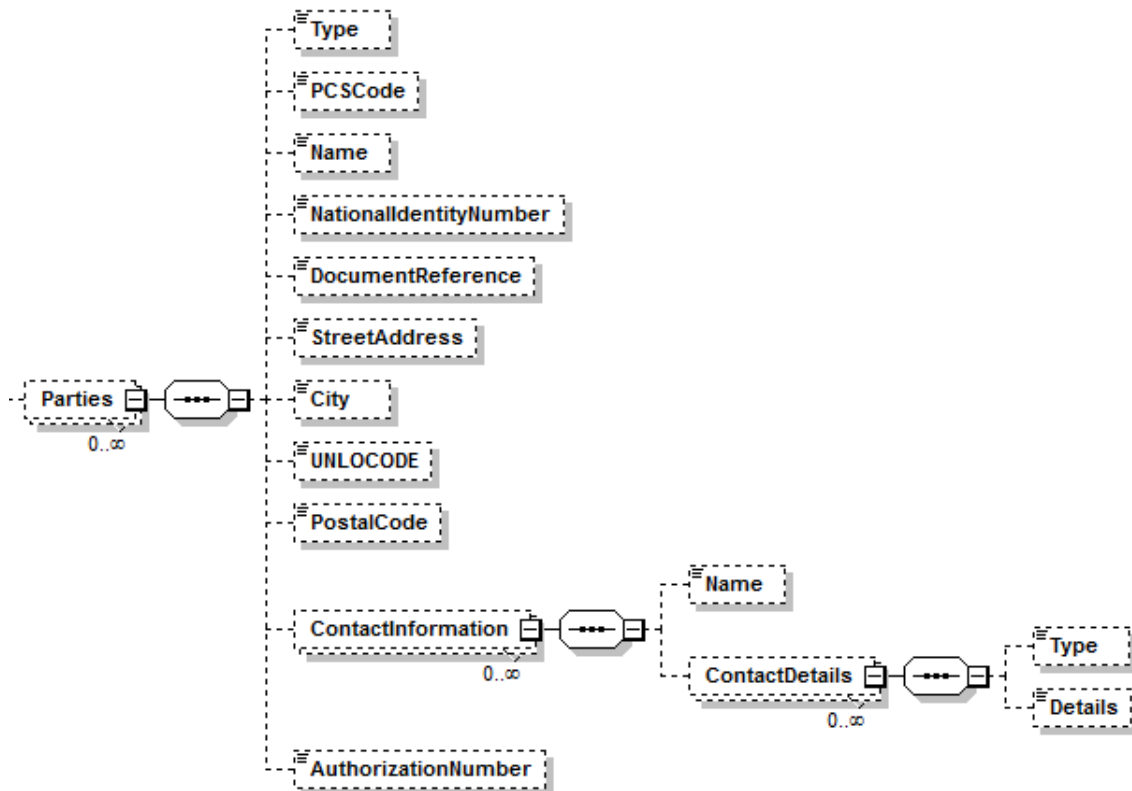 Type
PCSCode
Name
NationalIdentityNumber
DocumentReference
StreetAddress
Parties
0..∞
City
UNLOCODE
PostalCode
ContactInformation
0..∞
Name
ContactDetails
0..∞
Type
Details
AuthorizationNumber